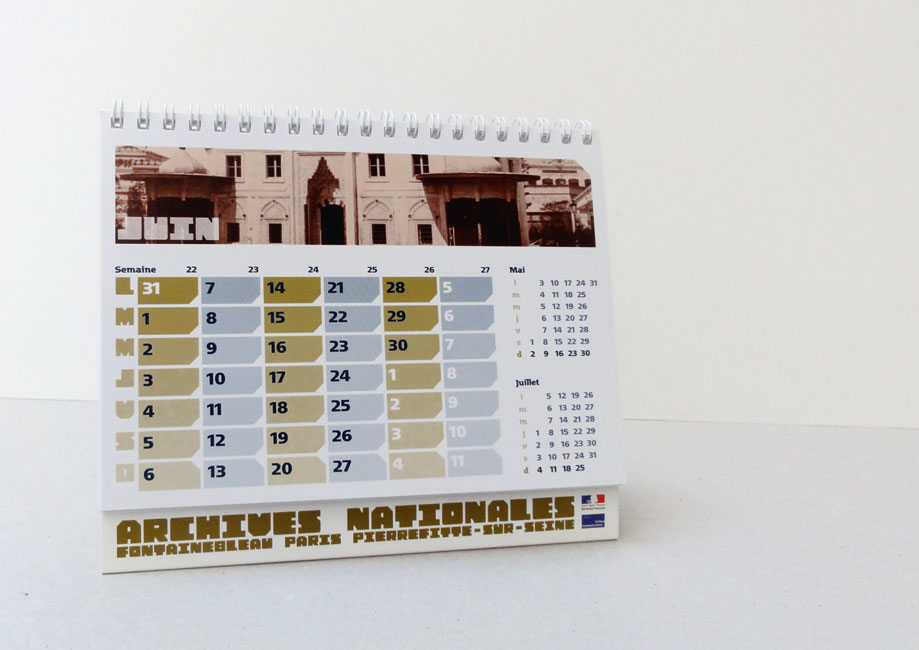 JUIN
Semaine 22 23 24 25 26 27
L 31 7 14 21 28 5
M 1 8 15 22 29 6
M 2 9 16 23 30 7
J 3 10 17 24 1 8
V 4 11 18 25 2 9
S 5 12 19 26 3 10
D 6 13 20 27 4 11
Mai
l 3 10 17 24 31
m 4 11 18 25
m 5 12 19 26
j 6 13 20 27
v 7 14 21 28
s 1 8 15 22 29
d 2 9 16 23 30
Juillet
l 5 12 19 26
m 6 13 20 27
m 7 14 21 28
j 1 8 15 22 29
v 2 9 16 23 30
s 3 10 17 24 31
d 4 11 18 25
ARCHIVES NATIONALES
FONTAINEBLEAU PARIS PIERREFITTE-SUR-SEINE